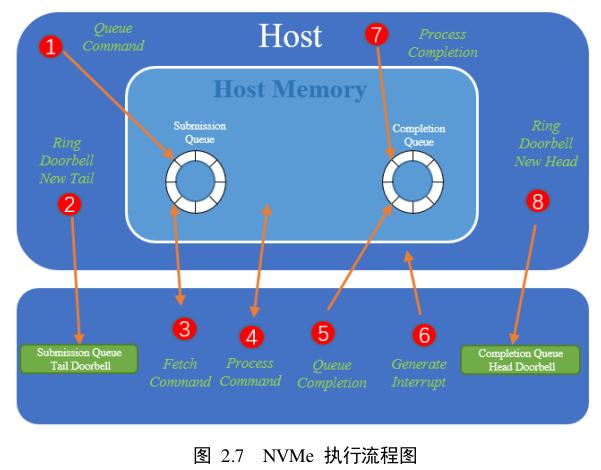 1
Queue
Command
Host
7
Process
Completion
Host Memory
Submission
Queue
Completion
Queue
Ring
Doorbell
New Tail
2
Ring
Doorbell
New Head
8
Submission Queue
Tail Doorbell
3
Fetch
Command
4
Process
Command
5
Queue
Completion
6
Generate
Interrupt
Completion Queue
Head Doorbell
图 2.7 NVMe 执行流程图